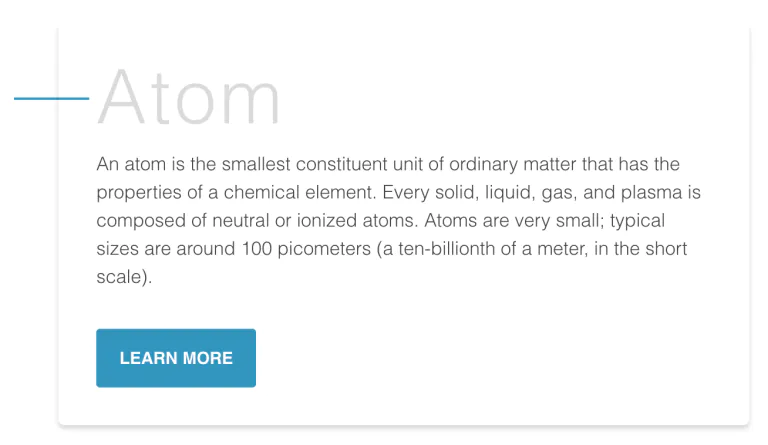 Atom
An atom is the smallest constituent unit of ordinary matter that has the
properties of a chemical element. Every solid, liquid, gas, and plasma is
composed of neutral or ionized atoms. Atoms are very small; typical
sizes are around 100 picometers (a ten-billionth of a meter, in the short
scale).
LEARN MORE